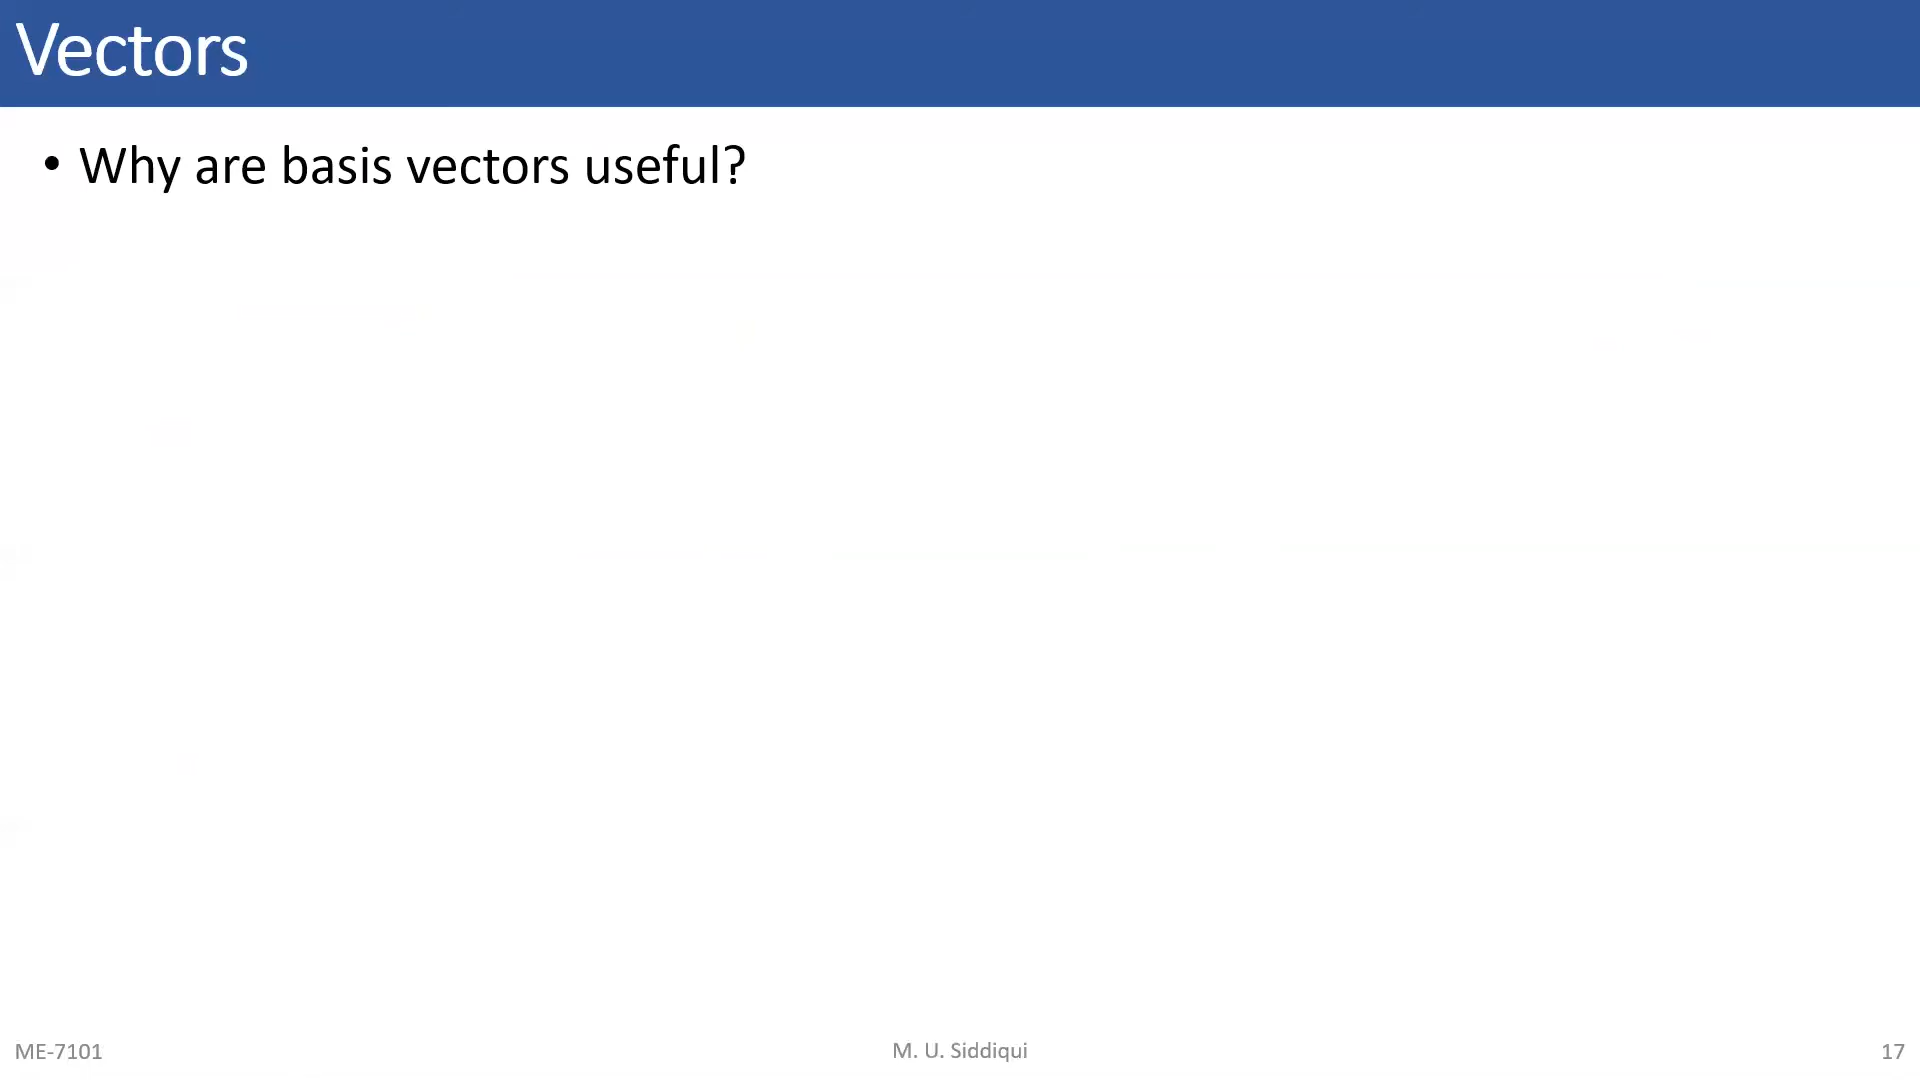 Vectors
• Why are basis vectors useful?
ME-7101
M. U. Siddiqui
17